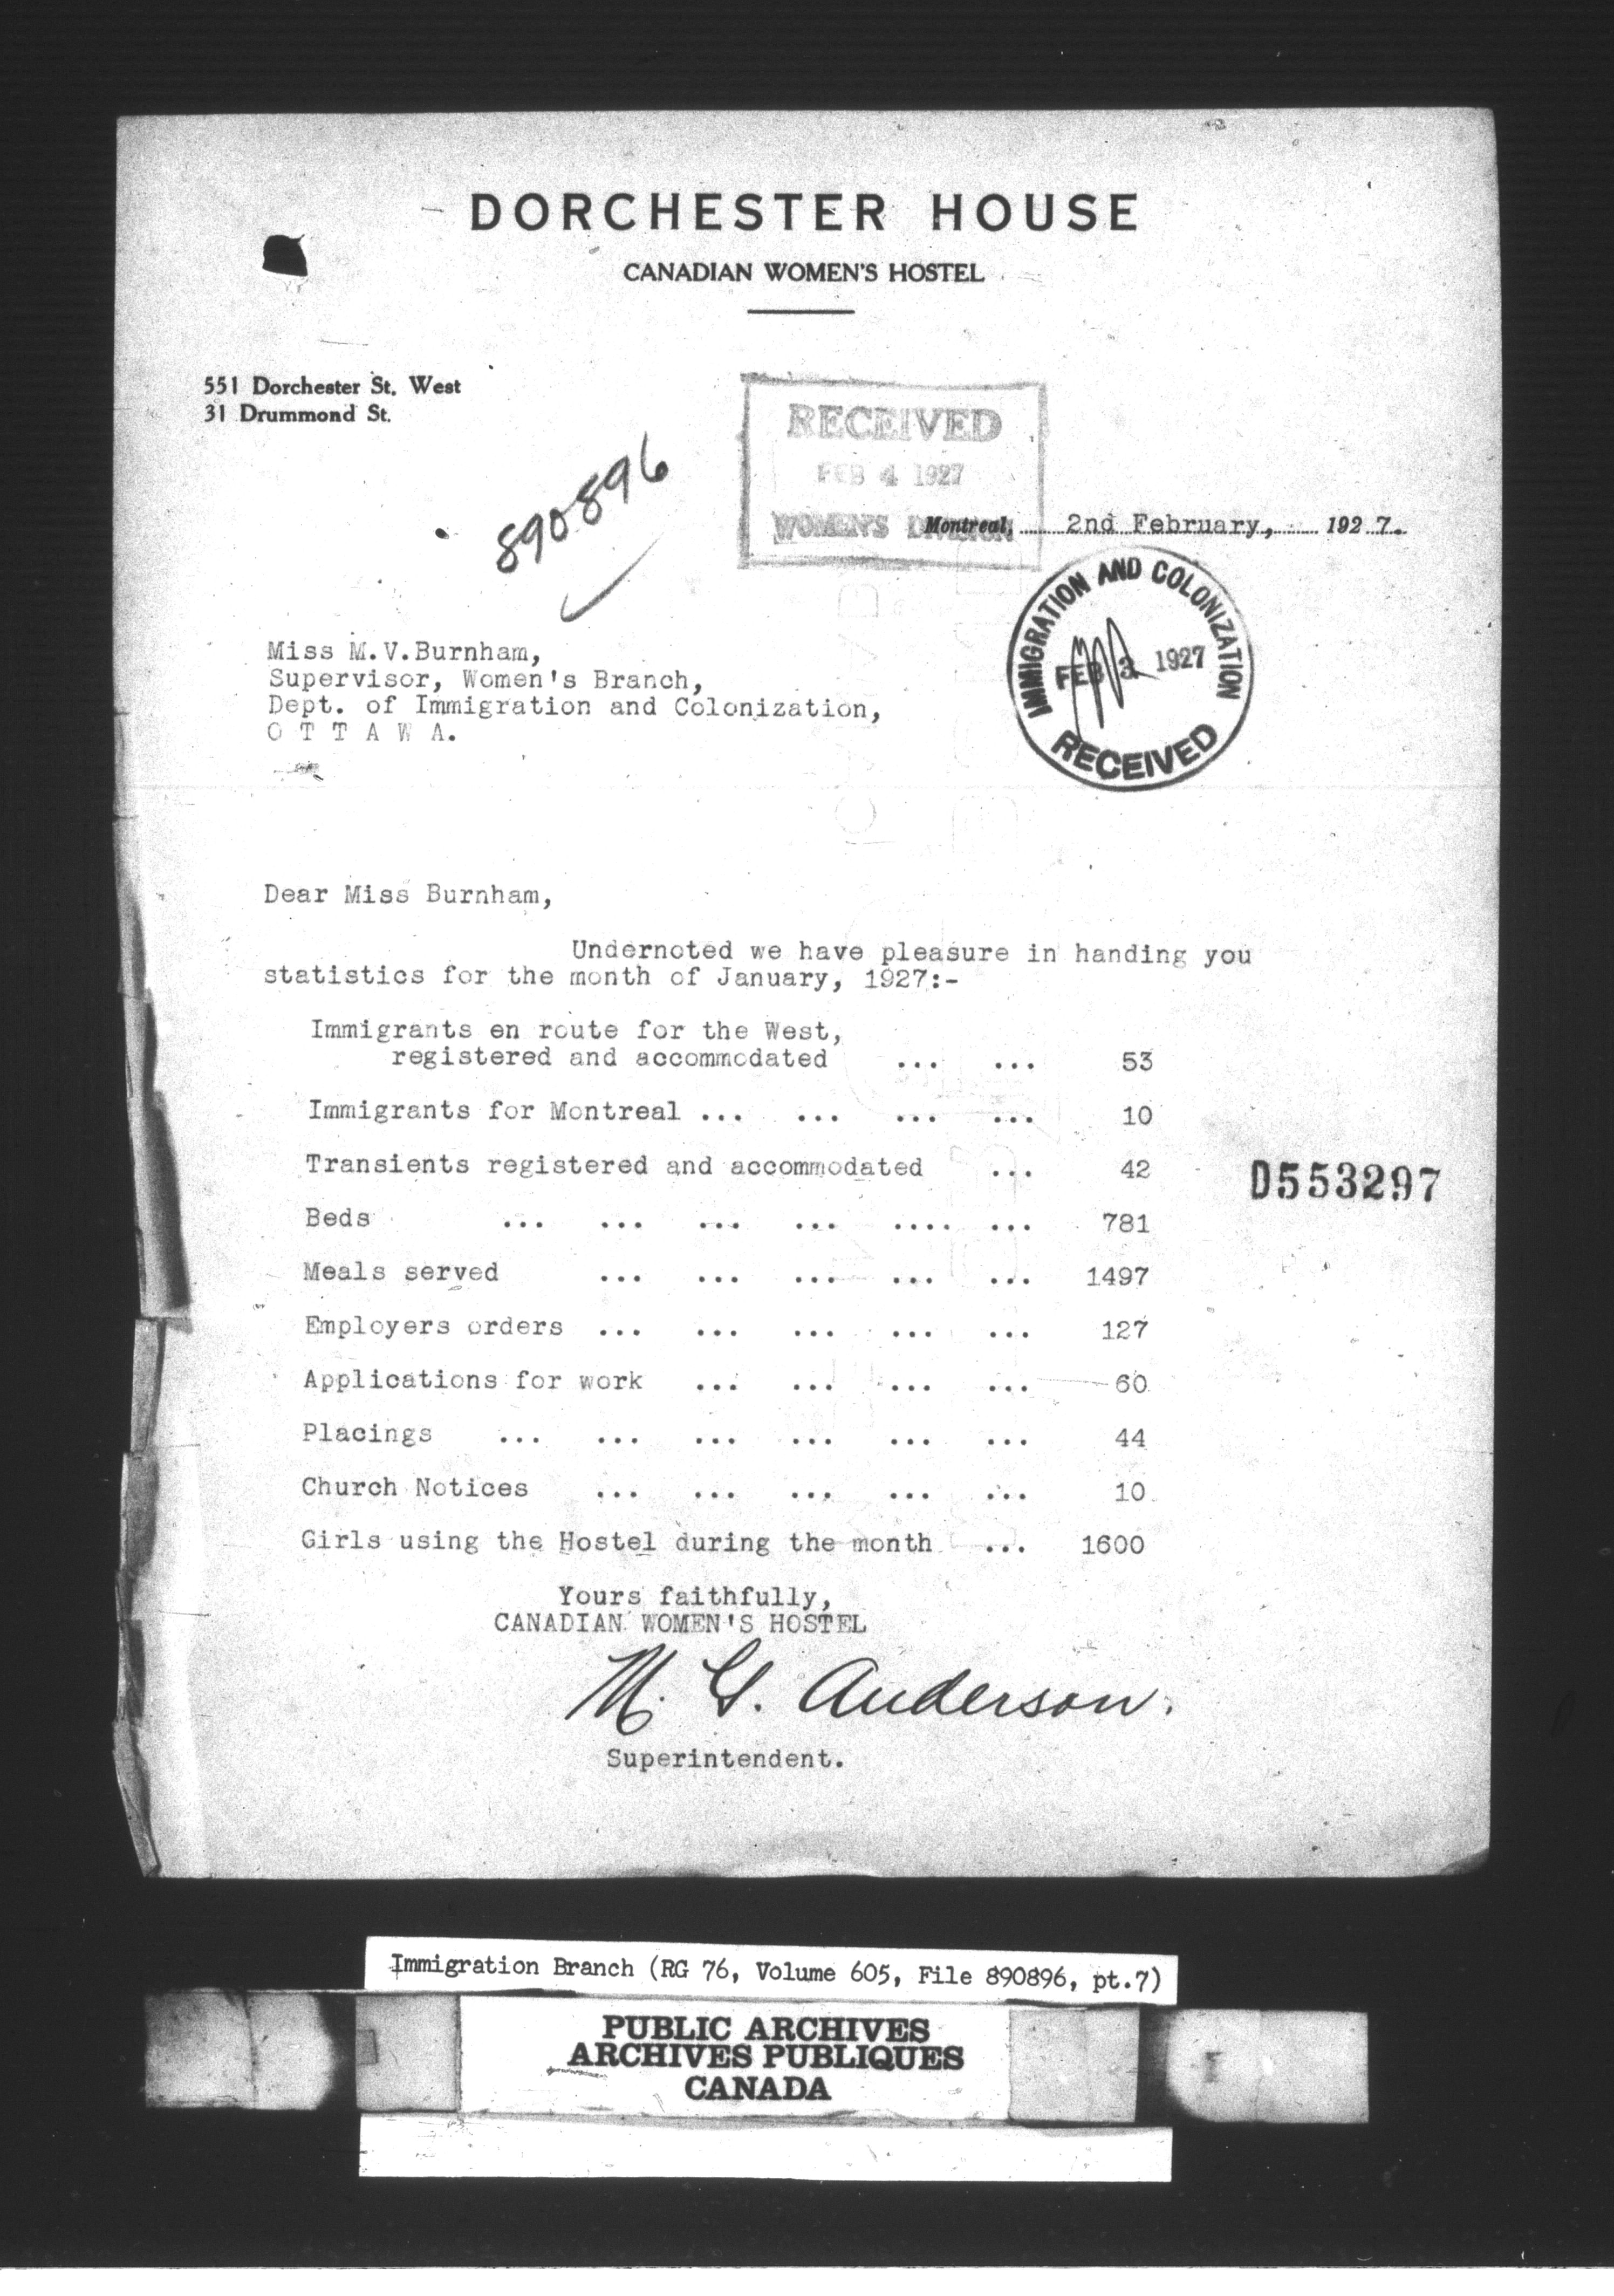 DORCHESTER HOUSE
CANADIAN WOMEN'S HOSTEL
551 Dorchester St. West
31 Drummond St.
890896
RECEIVED
FEB 4 1927
WOMEN'S DIVISION
Montreal, 2nd February, 1927.
IMMIGRATION AND COLONIZATION
FEB 3 1927
RECEIVED
Miss M.V.Burnham,
Supervisor, Women's Branch,
Dept. of Immigration and Colonization,
O T T A W A.
Dear Miss Burnham,
Undernoted we have pleasure in handing you
statistics for the month of January, 1927:-
Immigrants en route for the West,
registered and accommodated ... ... 53
Immigrants for Montreal ... ... ... ... 10
Transients registered and accommodated ... 42
D553297
Beds ... ... ... ... .... ... 781
Meals served ... ... ... ... ... 1497
Employers orders ... ... ... ... ... 127
Applications for work ... ... ... ... 60
Placings ... ... ... ... ... ... 44
Church Notices ... ... ... ... ... 10
Girls using the Hostel during the month ... 1600
Yours faithfully,
CANADIAN WOMEN'S HOSTEL
M. G. Anderson.
Superintendent.
Immigration Branch (RG 76, Volume 605, File 890896, pt.7)
PUBLIC ARCHIVES
ARCHIVES PUBLIQUES
CANADA